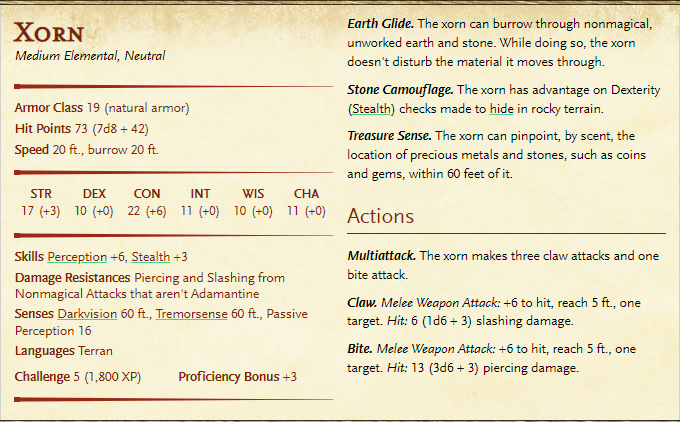 Xorn
Medium Elemental, Neutral
Armor Class 19 (natural armor)
Hit Points 73 (7d8 + 42)
Speed 20 ft., burrow 20 ft.
STR DEX CON INT WIS CHA
17 (+3) 10 (+0) 22 (+6) 11 (+0) 10 (+0) 11 (+0)
Skills Perception +6, Stealth +3
Damage Resistances Piercing and Slashing from
Nonmagical Attacks that aren't Adamantine
Senses Darkvision 60 ft., Tremorsense 60 ft., Passive
Perception 16
Languages Terran
Challenge 5 (1,800 XP) Proficiency Bonus +3
Earth Glide. The xorn can burrow through nonmagical,
unworked earth and stone. While doing so, the xorn
doesn't disturb the material it moves through.
Stone Camouflage. The xorn has advantage on Dexterity
(Stealth) checks made to hide in rocky terrain.
Treasure Sense. The xorn can pinpoint, by scent, the
location of precious metals and stones, such as coins
and gems, within 60 feet of it.
Actions
Multiattack. The xorn makes three claw attacks and one
bite attack.
Claw. Melee Weapon Attack: +6 to hit, reach 5 ft., one
target. Hit: 6 (1d6 + 3) slashing damage.
Bite. Melee Weapon Attack: +6 to hit, reach 5 ft., one
target. Hit: 13 (3d6 + 3) piercing damage.